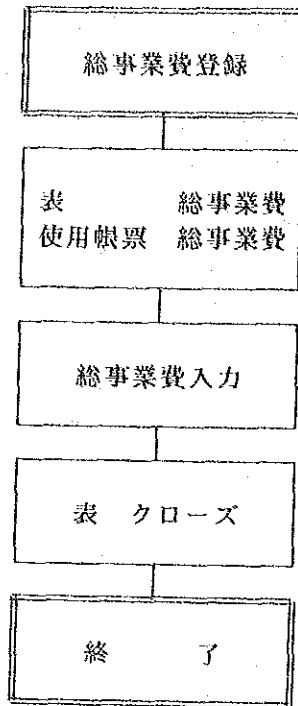 総事業費登録
表　　　　総事業費
使用帳票　総事業費
総事業費入力
表　クローズ
終　　　了